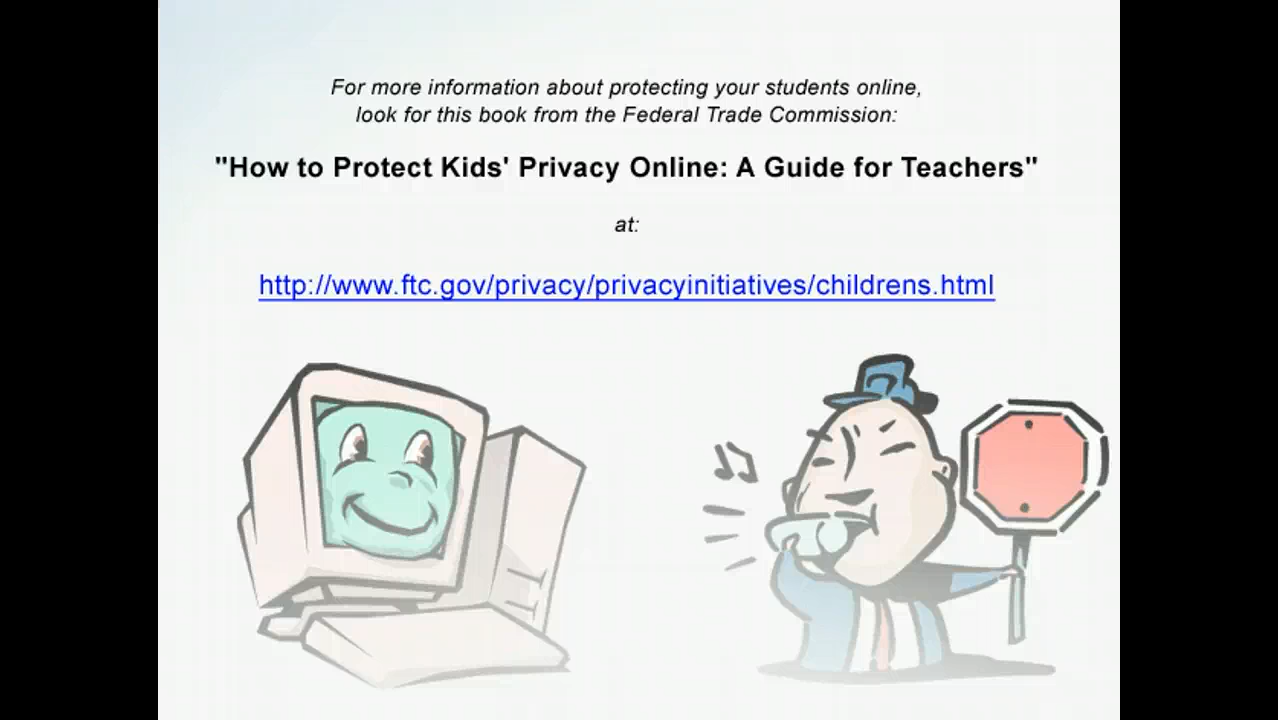 For more information about protecting your students online,
look for this book from the Federal Trade Commission:
"How to Protect Kids' Privacy Online: A Guide for Teachers"
at:
http://www.ftc.gov/privacy/privacyinitiatives/childrens.html